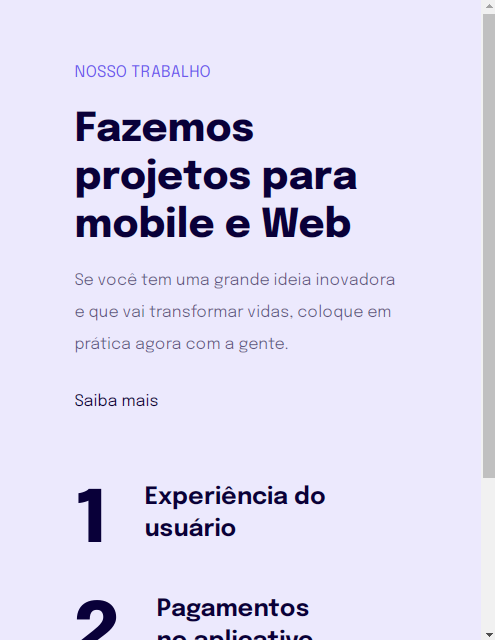 NOSSO TRABALHO
Fazemos
projetos para
mobile e Web
Se você tem uma grande ideia inovadora
e que vai transformar vidas, coloque em
prática agora com a gente.
Saiba mais
1
Experiência do
usuário
2
Pagamentos
no aplicativo